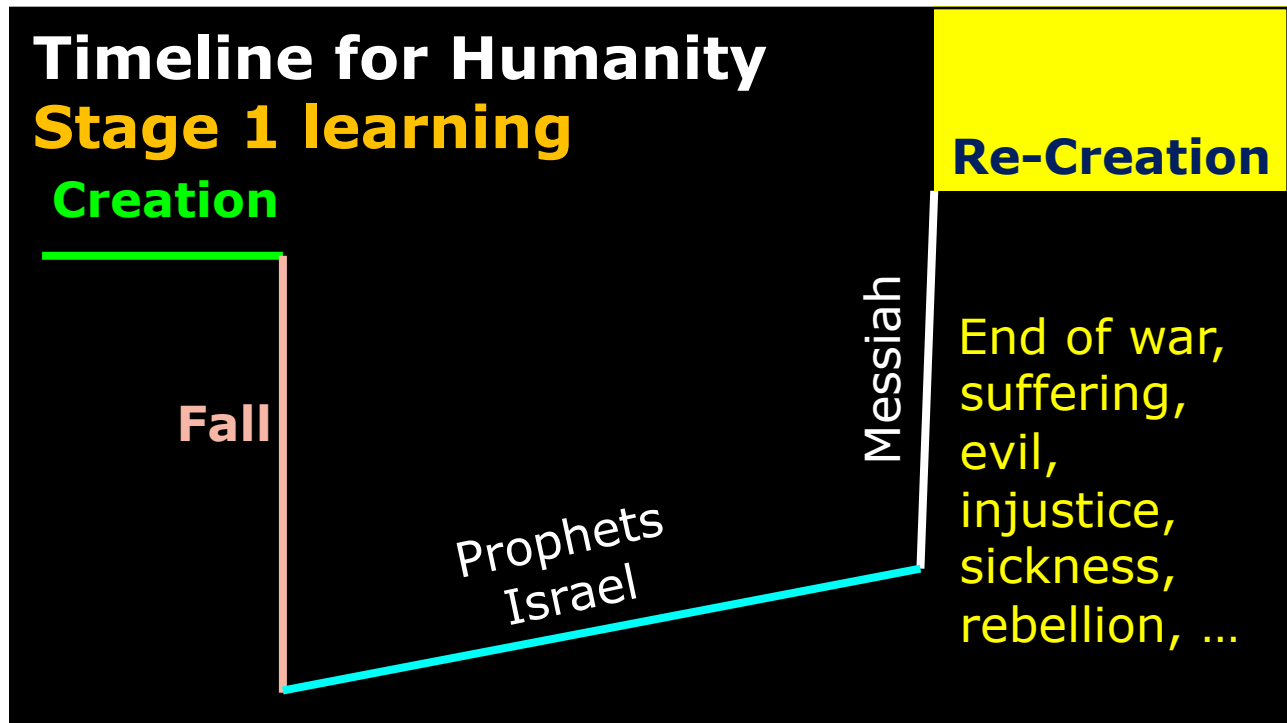 Timeline for Humanity
Stage 1 learning
Creation
Re-Creation
Fall
Prophets
Israel
Messiah
End of war,
suffering,
evil,
injustice,
sickness,
rebellion, …